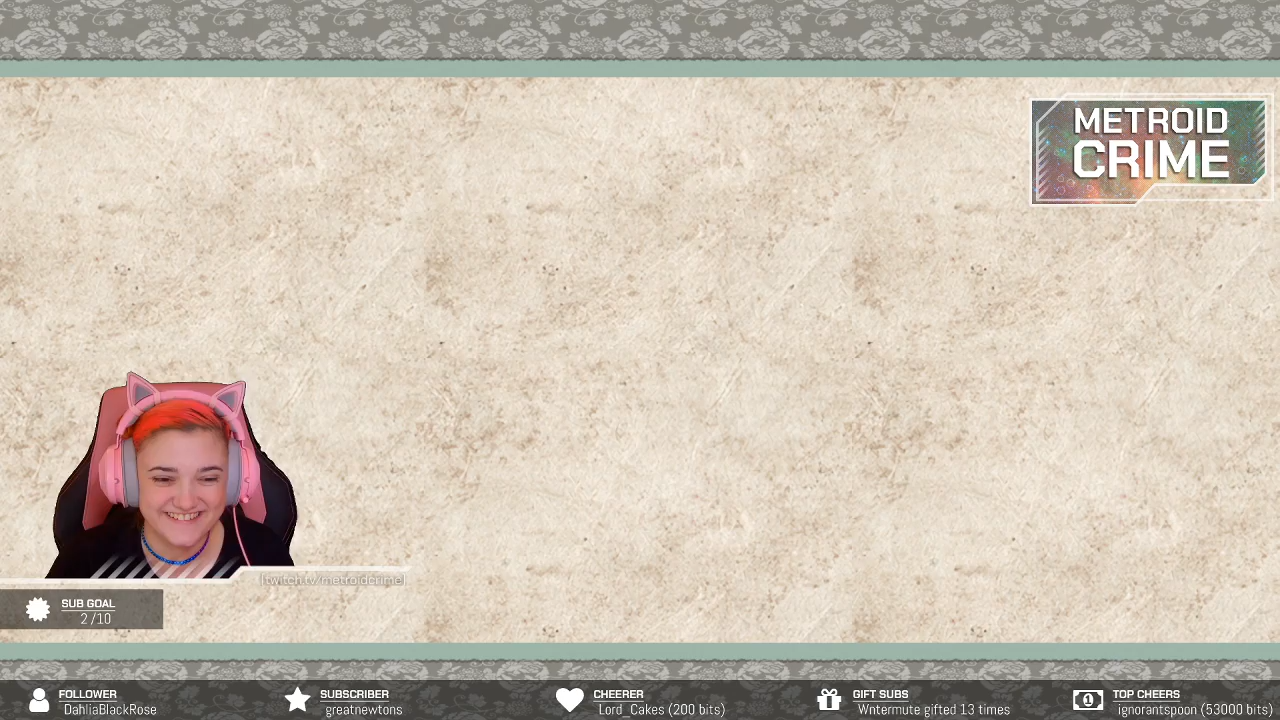 METROID
CRIME
[twitch.tv/metroidcrime]
SUB GOAL
2 /10
FOLLOWER
DahliaBlackRose
SUBSCRIBER
greatnewtons
CHEERER
Lord_Cakes (200 bits)
GIFT SUBS
Wntermute gifted 13 times
TOP CHEERS
ignorantspoon (53000 bits)